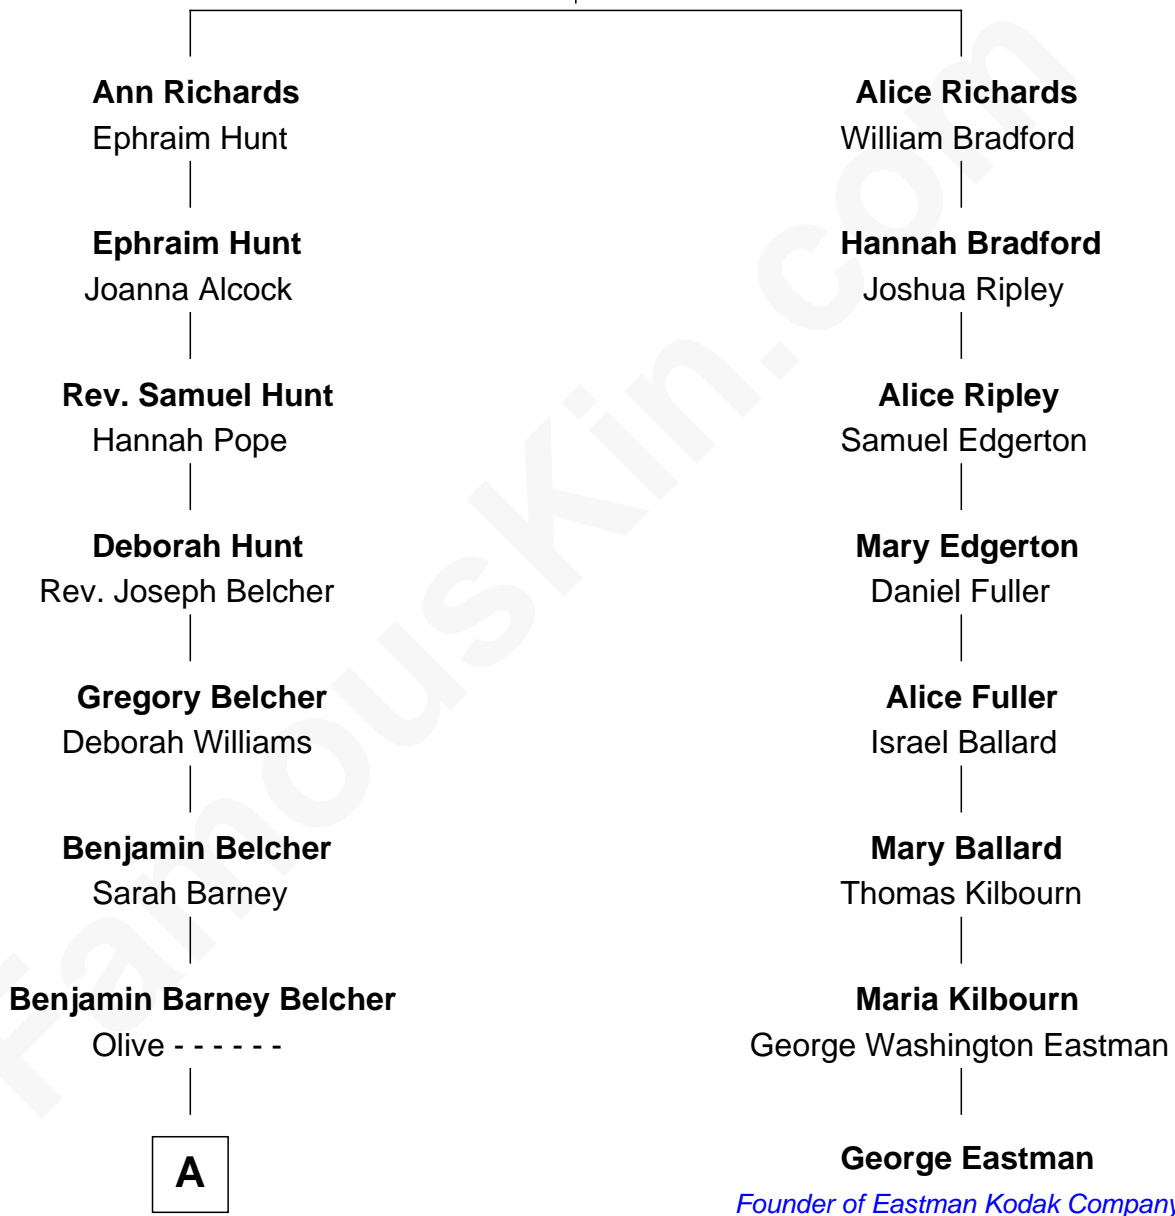 Ann Richards
Ephraim Hunt
Ephraim Hunt
Joanna Alcock
Rev. Samuel Hunt
Hannah Pope
Deborah Hunt
Rev. Joseph Belcher
Gregory Belcher
Deborah Williams
Benjamin Belcher
Sarah Barney
Benjamin Barney Belcher
Olive - - - - - -
A
Alice Richards
William Bradford
Hannah Bradford
Joshua Ripley
Alice Ripley
Samuel Edgerton
Mary Edgerton
Daniel Fuller
Alice Fuller
Israel Ballard
Mary Ballard
Thomas Kilbourn
Maria Kilbourn
George Washington Eastman
George Eastman
Founder of Eastman Kodak Company
FamousKin.com